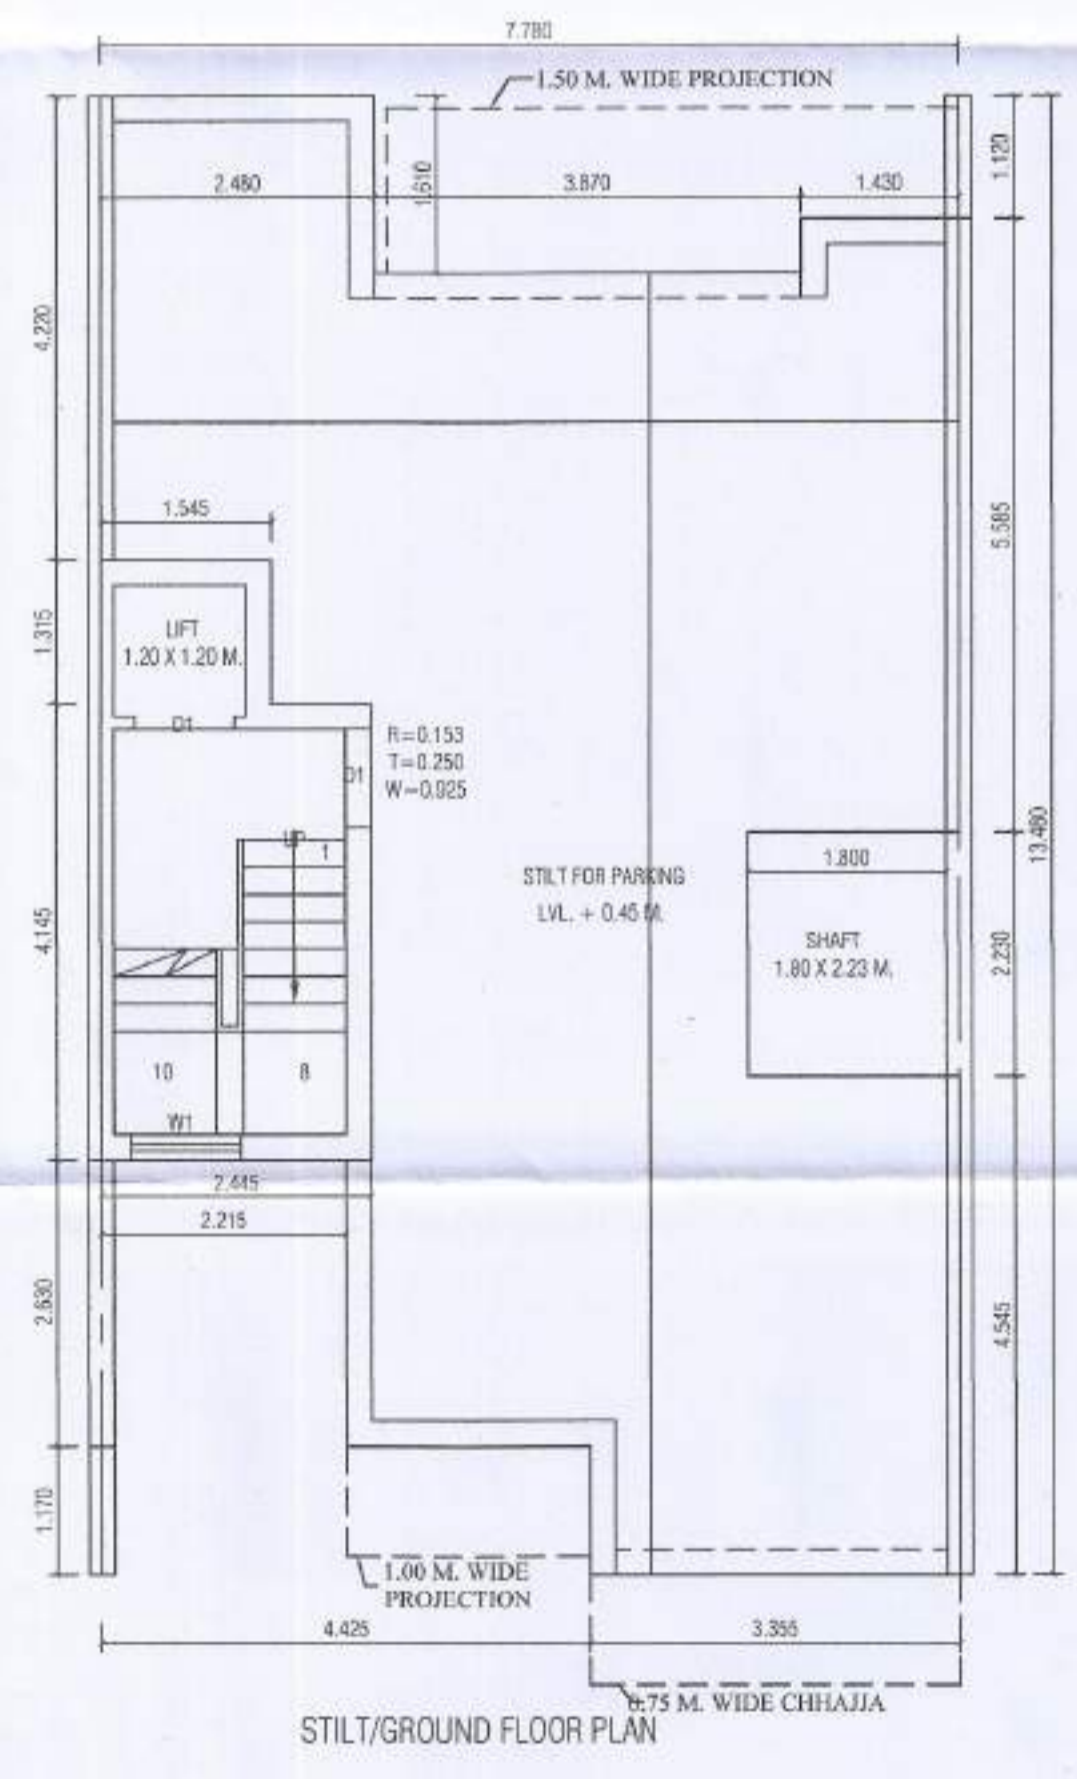 7.780
1.50 M. WIDE PROJECTION
1.120
2.480
1.610
3.870
1.430
4.220
5.585
1.545
1.315
LIFT
1.20 X 1.20 M.
D1
R=0.153
T=0.250
W=0.925
D1
UP
1
13.480
1.800
STILT FOR PARKING
LVL. + 0.45 M.
4.145
SHAFT
1.80 X 2.23 M.
2.230
10
8
W1
2.445
2.215
2.630
4.545
1.170
1.00 M. WIDE
PROJECTION
4.425
3.355
0.75 M. WIDE CHHAJJA
STILT/GROUND FLOOR PLAN